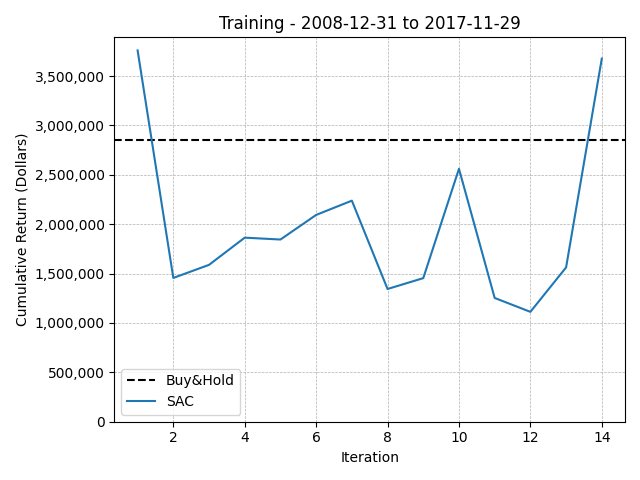 Training - 2008-12-31 to 2017-11-29
Cumulative Return (Dollars)
3,500,000
3,000,000
2,500,000
2,000,000
1,500,000
1,000,000
500,000
0
Buy&Hold
SAC
2 4 6 8 10 12 14
Iteration